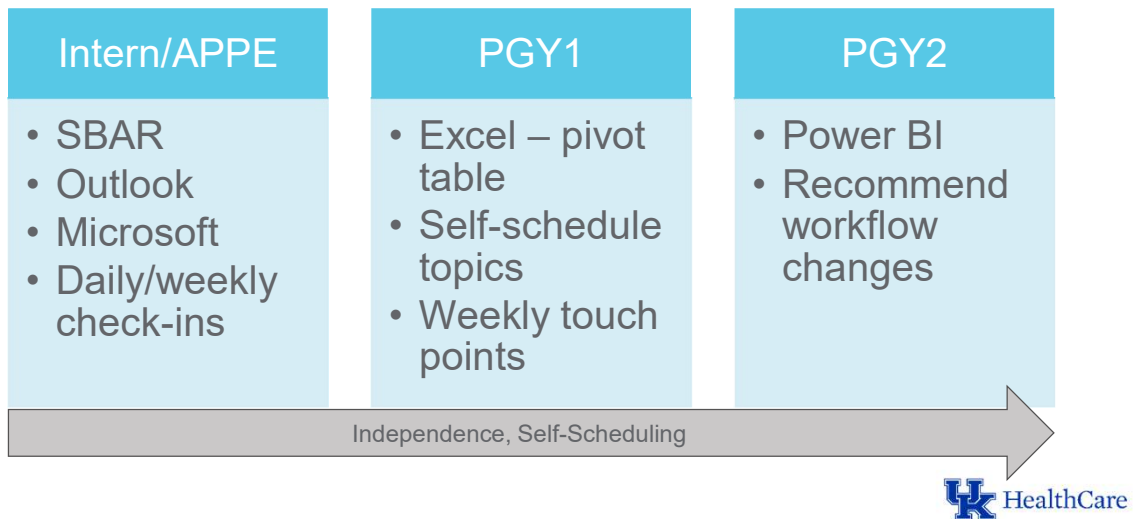 Intern/APPE
• SBAR
• Outlook
• Microsoft
• Daily/weekly
check-ins
PGY1
• Excel – pivot
table
• Self-schedule
topics
• Weekly touch
points
PGY2
• Power BI
• Recommend
workflow
changes
Independence, Self-Scheduling
UK HealthCare